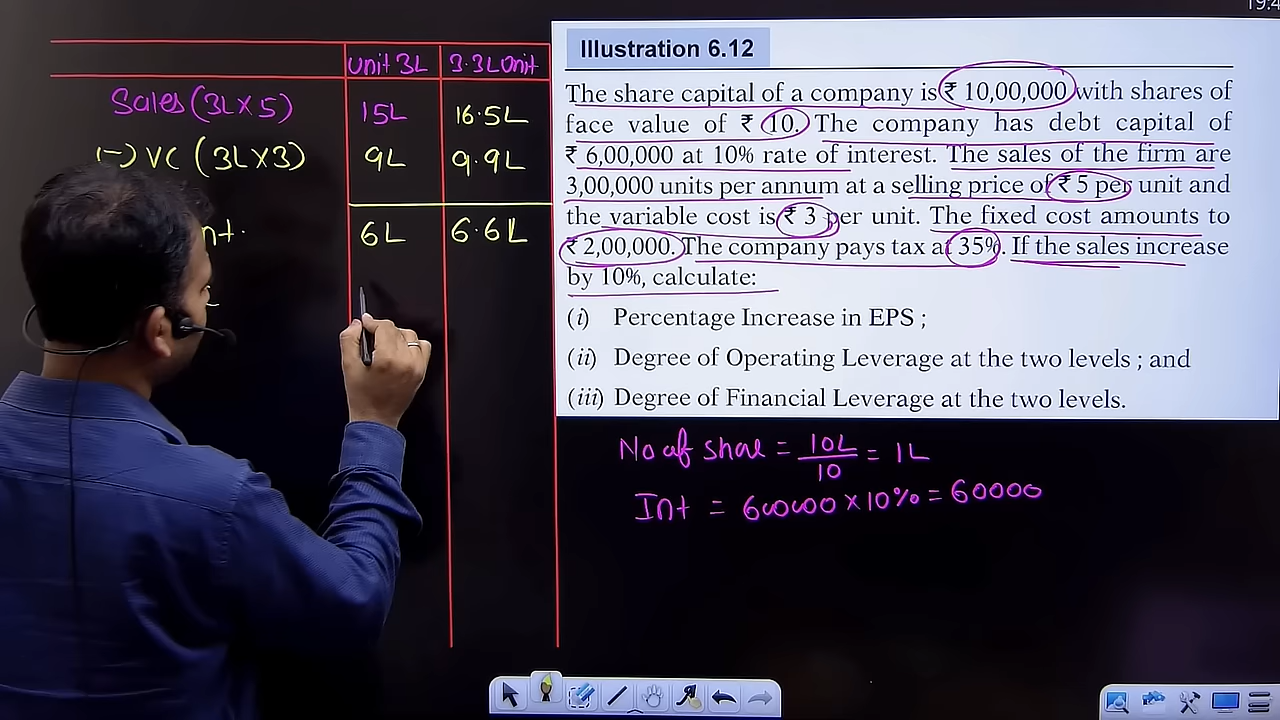 19:4
unit 3L 3.3L unit
Sales (3L×5) 15L 16.5L
(-) VC (3L×3) 9L 9.9L
nt. 6L 6.6L
Illustration 6.12
The share capital of a company is ₹ 10,00,000 with shares of
face value of ₹ 10. The company has debt capital of
₹ 6,00,000 at 10% rate of interest. The sales of the firm are
3,00,000 units per annum at a selling price of ₹ 5 per unit and
the variable cost is ₹ 3 per unit. The fixed cost amounts to
₹ 2,00,000. The company pays tax at 35%. If the sales increase
by 10%, calculate:
(i) Percentage Increase in EPS ;
(ii) Degree of Operating Leverage at the two levels ; and
(iii) Degree of Financial Leverage at the two levels.
No of share = 10L/10 = 1L
Int = 600000 × 10% = 60000